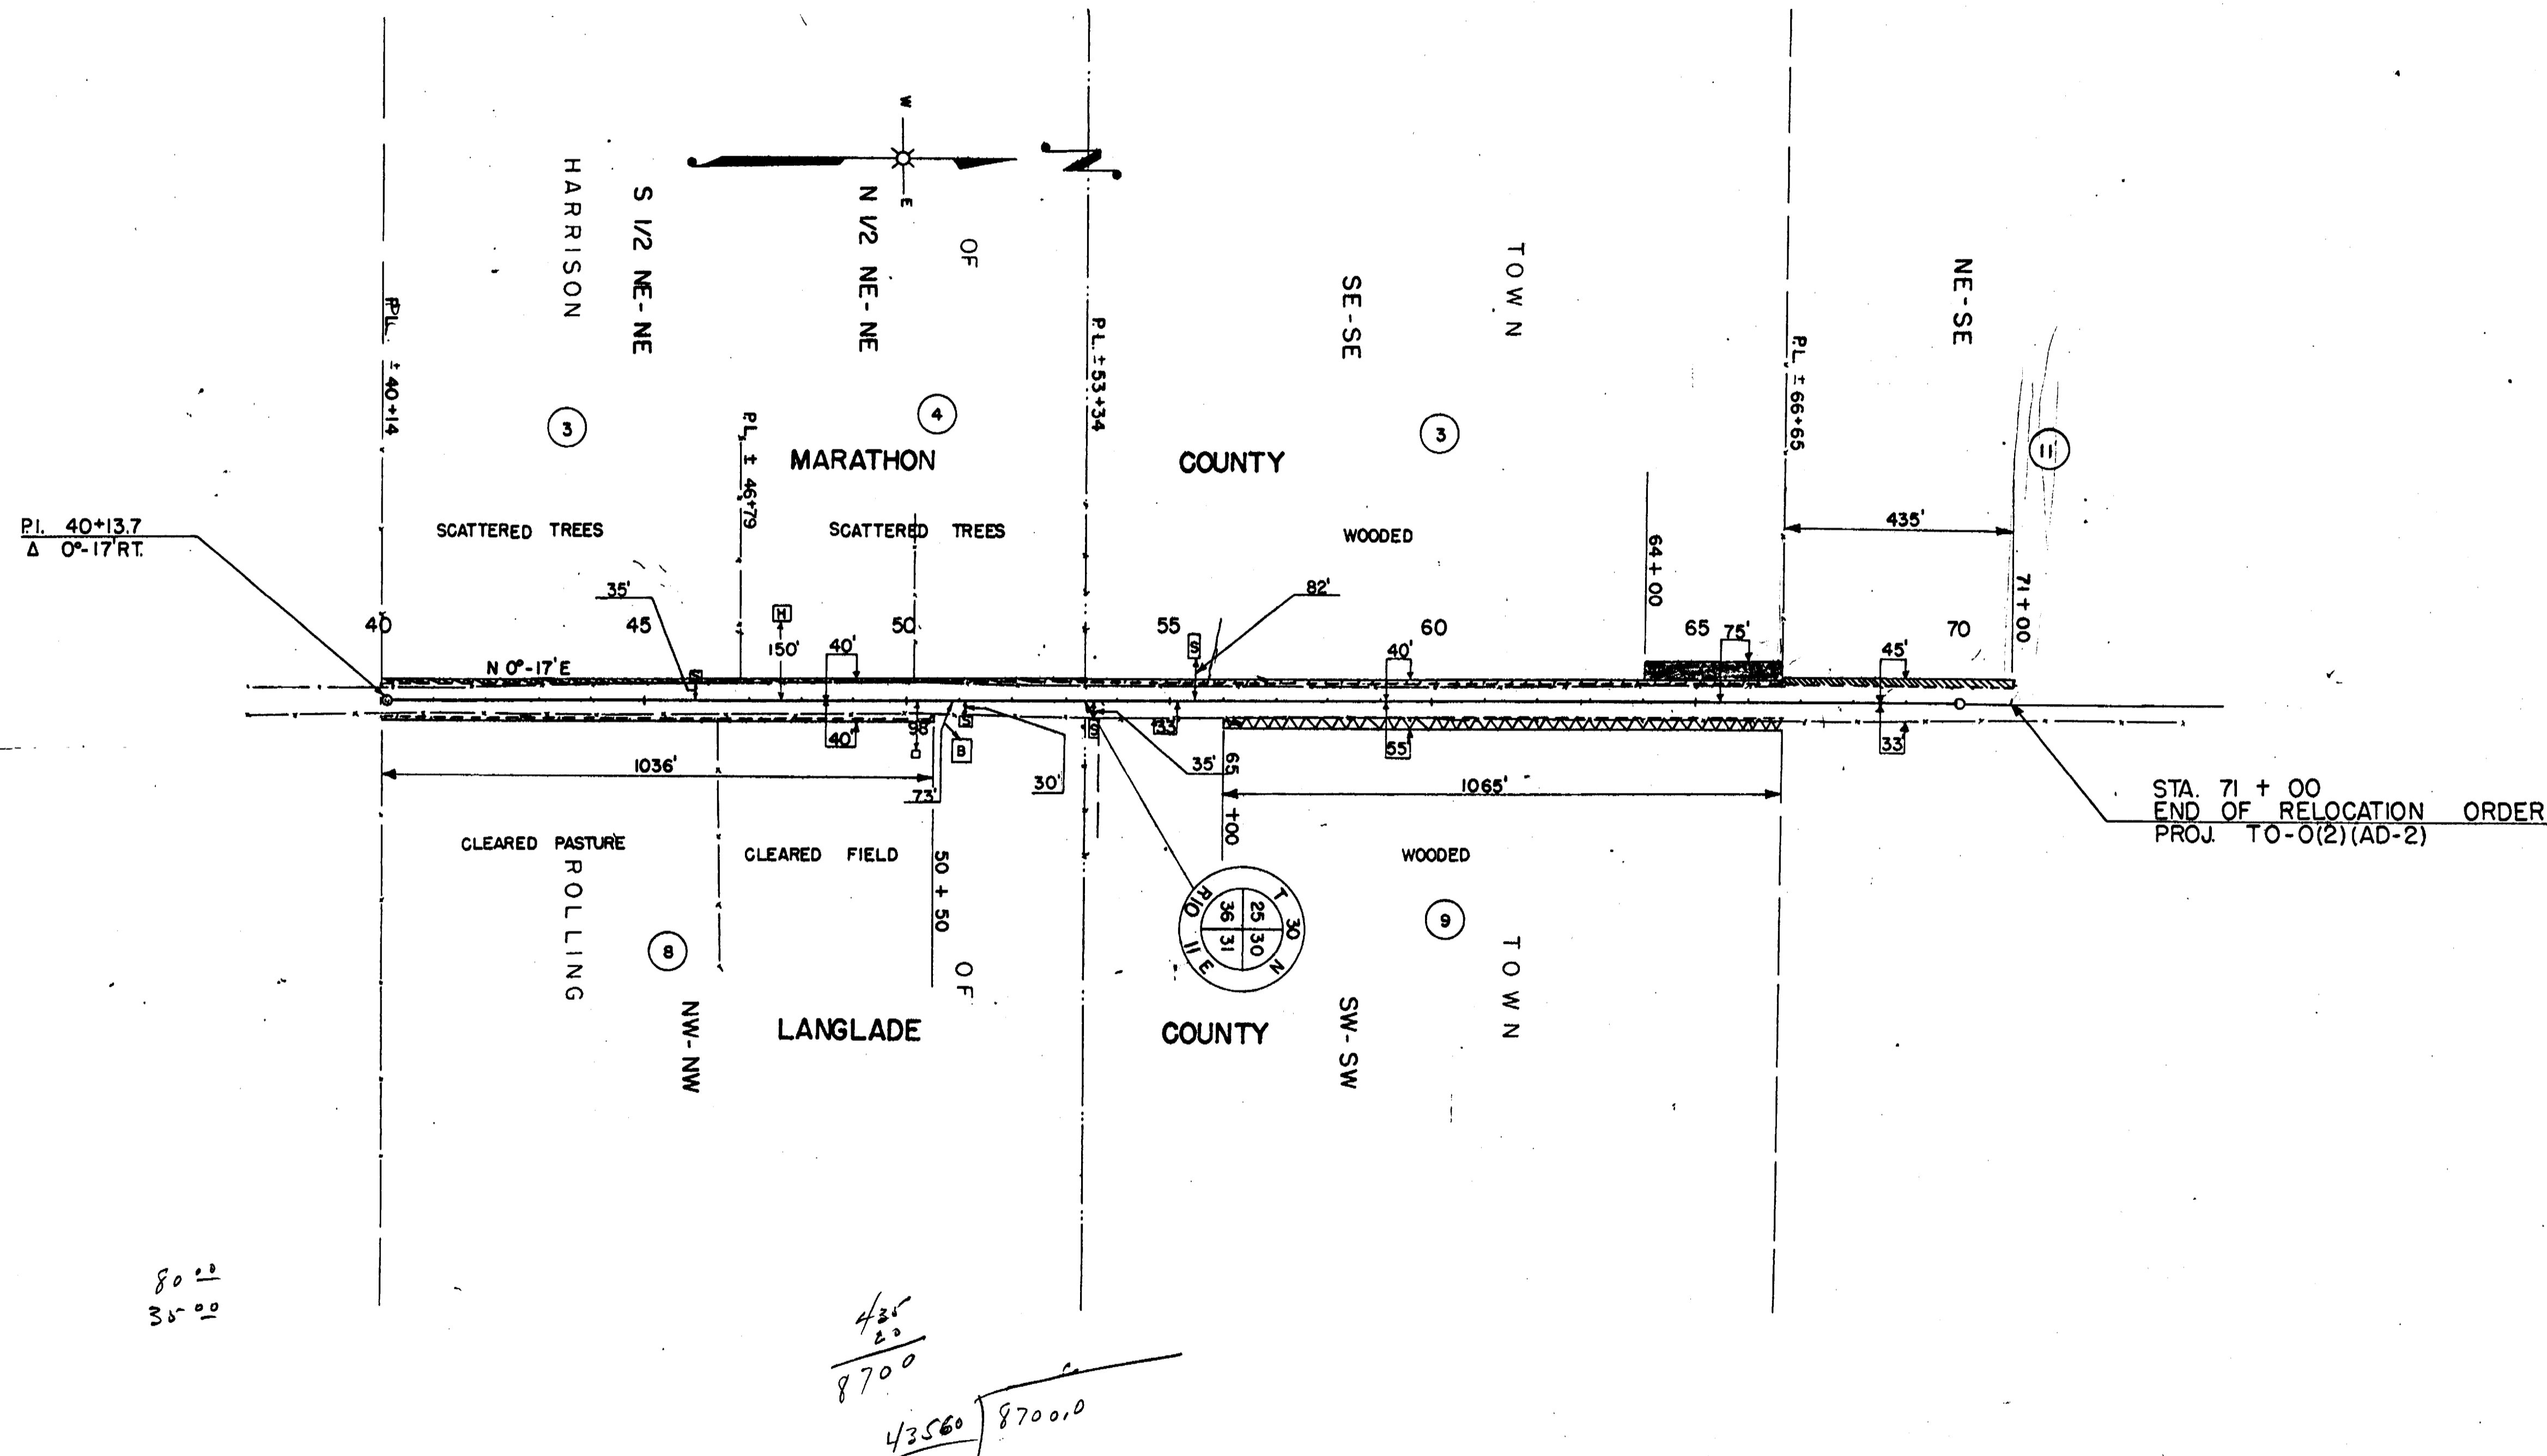 W
E
N
HARRISON
S 1/2 NE-NE
N 1/2 NE-NE
OF
SE-SE
TOWN
NE-SE
P.L. ± 40+14
P.L. ± 46+79
P.L. ± 53+34
P.L. ± 66+65
3
4
3
11
MARATHON COUNTY
P.I. 40+13.7
Δ 0°-17' RT.
SCATTERED TREES
SCATTERED TREES
WOODED
64+00
435'
71+00
35'
H
150'
82'
S
40
45
50
55
60
65
70
N 0°-17' E
S
40'
40'
75'
45'
40'
98'
S
B
S
33'
55'
33'
1036'
73'
30'
35'
65+00
1065'
STA. 71 + 00
END OF RELOCATION ORDER
PROJ. TO-0(2)(AD-2)
CLEARED PASTURE
CLEARED FIELD
50 + 50
WOODED
T 30 N
R10 11 E
25 30
36 31
ROLLING
8
9
OF
TOWN
NW-NW
SW-SW
LANGLADE COUNTY
80 00
35 00
435
20
8700
43560 8700.0